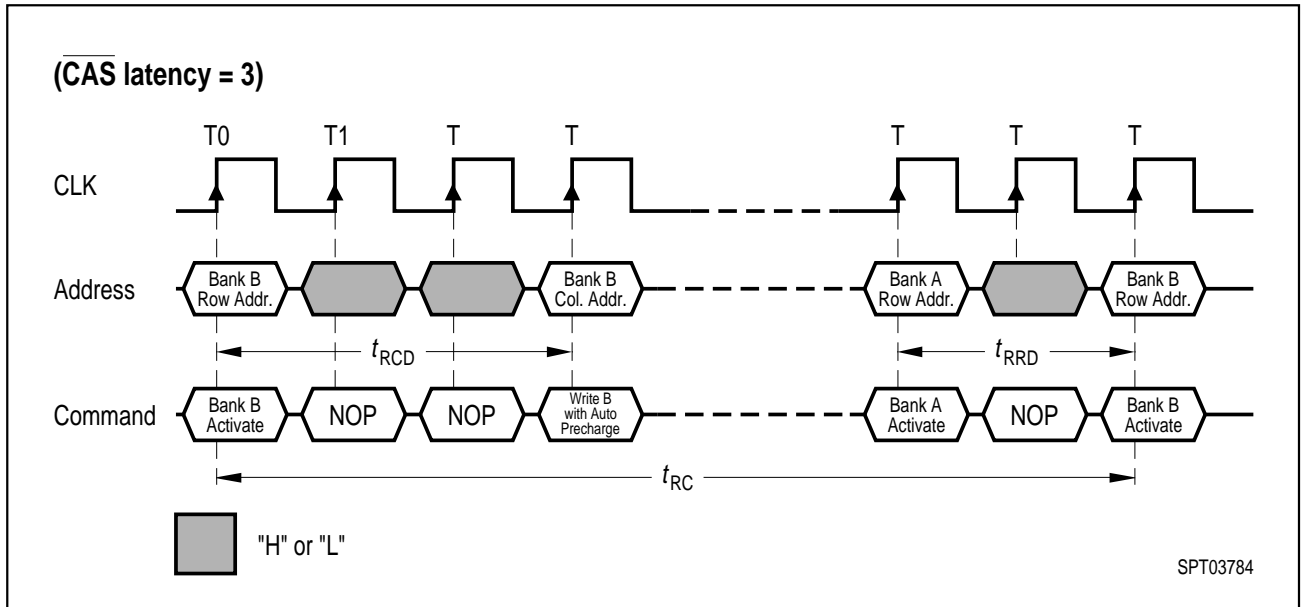 (CAS latency = 3)
T0 T1 T T T T T
CLK
Address
Bank B
Row Addr.
Bank B
Col. Addr.
Bank A
Row Addr.
Bank B
Row Addr.
tRCD
tRRD
Command
Bank B
Activate
NOP
NOP
Write B
with Auto
Precharge
Bank A
Activate
NOP
Bank B
Activate
tRC
"H" or "L"
SPT03784